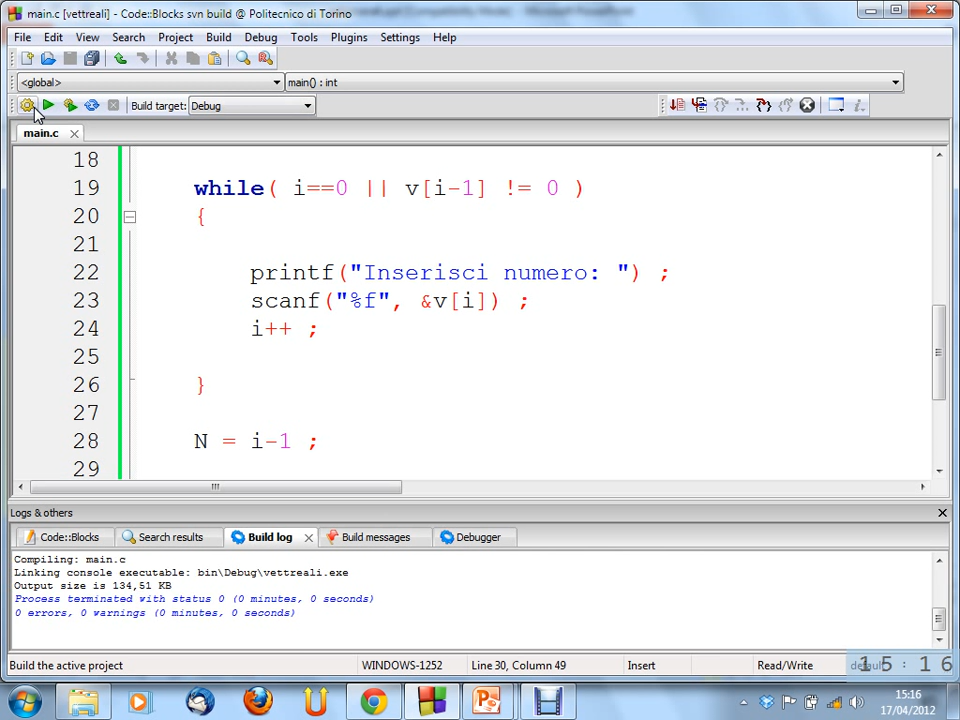 main.c [vettreali] - Code::Blocks svn build @ Politecnico di Torino
File Edit View Search Project Build Debug Tools Plugins Settings Help
<global> main() : int
Build target: Debug
main.c
18
19 while( i==0 || v[i-1] != 0 )
20 {
21
22 printf("Inserisci numero: ") ;
23 scanf("%f", &v[i]) ;
24 i++ ;
25
26 }
27
28 N = i-1 ;
29
Logs & others
Code::Blocks Search results Build log Build messages Debugger
Compiling: main.c
Linking console executable: bin\Debug\vettreali.exe
Output size is 134,51 KB
Process terminated with status 0 (0 minutes, 0 seconds)
0 errors, 0 warnings (0 minutes, 0 seconds)
Build the active project WINDOWS-1252 Line 30, Column 49 Insert Read/Write default
15:16
15:16
17/04/2012